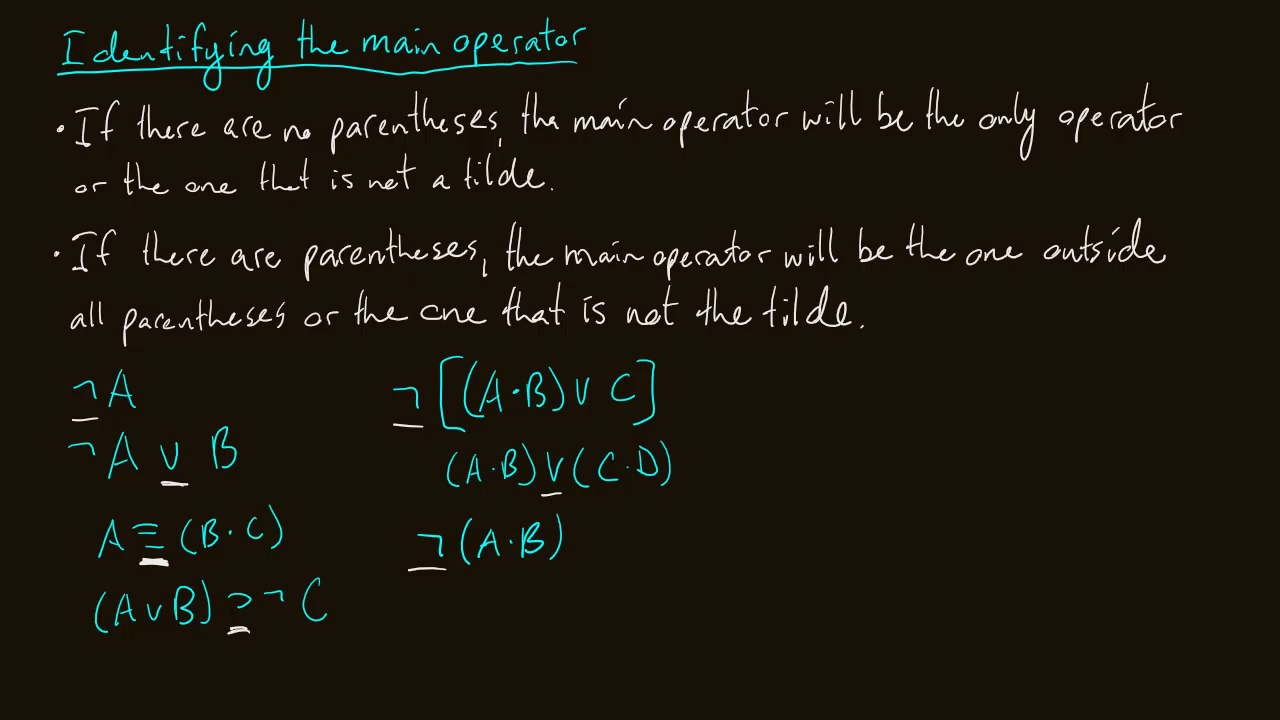 Identifying the main operator
• If there are no parentheses, the main operator will be the only operator
or the one that is not a tilde.
• If there are parentheses, the main operator will be the one outside
all parentheses or the one that is not the tilde.
¬A
¬A ∨ B
A ≡ (B · C)
(A ∨ B) ⊃ ¬C
¬[(A · B) ∨ C]
(A · B) ∨ (C · D)
¬(A · B)